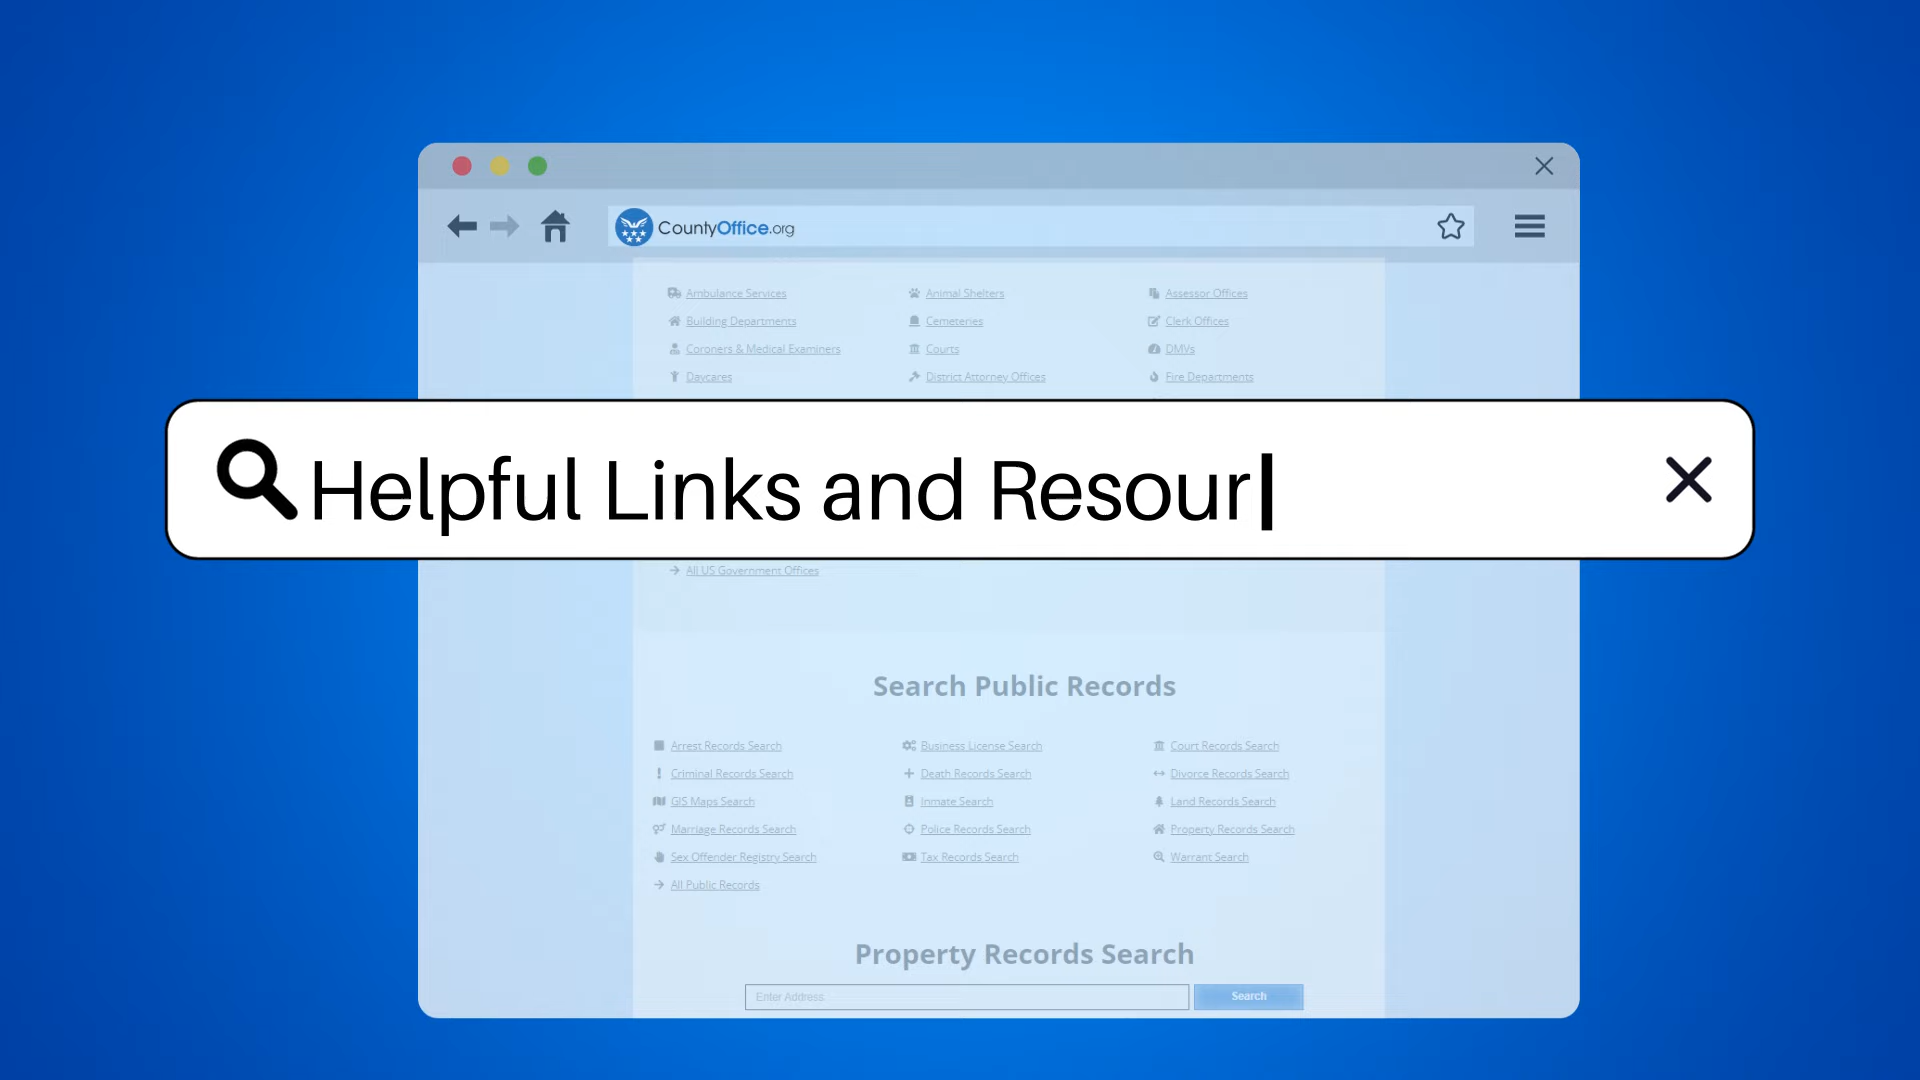 CountyOffice.org
Ambulance Services Animal Shelters Assessor Offices
Building Departments Cemeteries Clerk Offices
Coroners & Medical Examiners Courts DMVs
Daycares District Attorney Offices Fire Departments
Helpful Links and Resour
All US Government Offices
Search Public Records
Arrest Records Search Business License Search Court Records Search
Criminal Records Search Death Records Search Divorce Records Search
GIS Maps Search Inmate Search Land Records Search
Marriage Records Search Police Records Search Property Records Search
Sex Offender Registry Search Tax Records Search Warrant Search
All Public Records
Property Records Search
Enter Address. Search